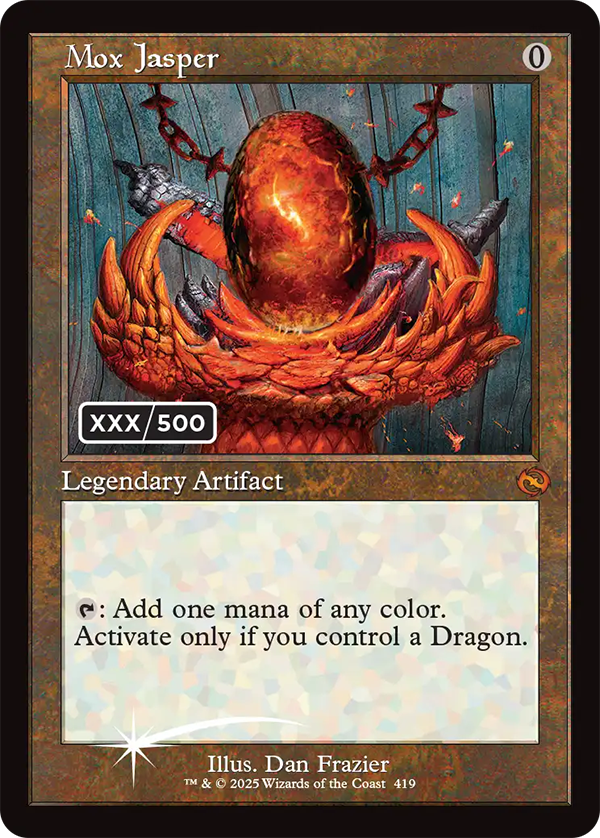 Mox Jasper
0
XXX/500
Legendary Artifact
: Add one mana of any color.
Activate only if you control a Dragon.
Illus. Dan Frazier
™ & © 2025 Wizards of the Coast 419